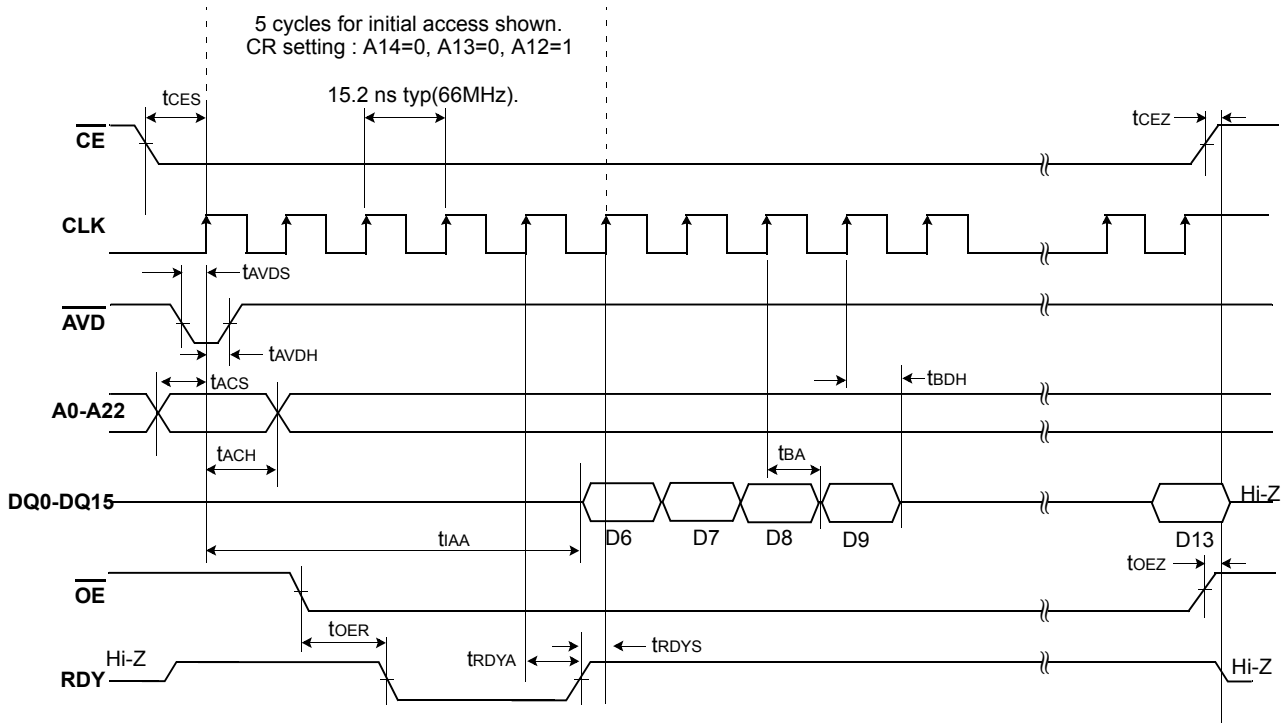 5 cycles for initial access shown.
CR setting : A14=0, A13=0, A12=1
15.2 ns typ(66MHz).
tCES
tCEZ
CE
CLK
tAVDS
AVD
tAVDH
tACS
tBDH
A0-A22
tACH
tBA
DQ0-DQ15
Hi-Z
D6
D7
D8
D9
D13
tIAA
tOEZ
OE
tOER
tRDYA
tRDYS
Hi-Z
RDY
Hi-Z